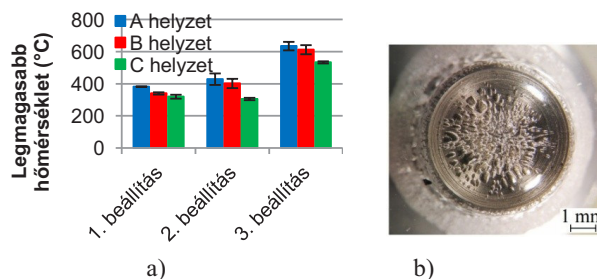 Legmagasabb
hőmérséklet (°C)
800
600
400
200
0
A helyzet
B helyzet
C helyzet
1. beállítás
2. beállítás
3. beállítás
1 mm
a)
b)